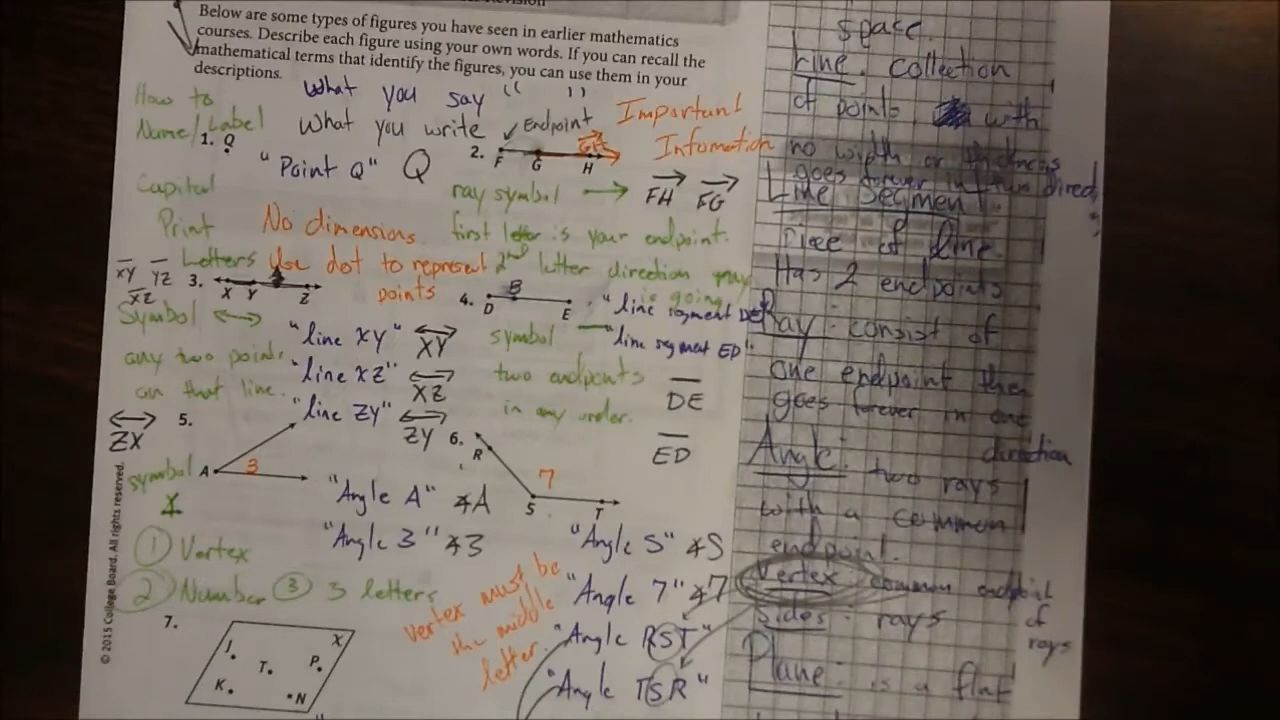 Below are some types of figures you have seen in earlier mathematics
courses. Describe each figure using your own words. If you can recall the
mathematical terms that identify the figures, you can use them in your
descriptions.
What you say " "
How to
Name/Label
What you write
Endpoint
Important
Infomation
1. Q
"Point Q" Q
2. F G H
GH
Capital
Print
Letters
ray symbol → FH FG
No dimensions.
first letter is your endpoint.
Use dot to represent
points
2nd letter direction ray
is going
XY YZ
XZ
3. X Y Z
4. D B E
"line segment DE"
"line segment ED"
Symbol ↔
any two points
on that line.
"line XY" XY
"line XZ" XZ
"line ZY" ZY
ZX
symbol —
two endpoints
in any order.
DE
ED
5. A 3
symbol
∡
"Angle A" ∡A
"Angle 3" ∡3
① Vertex
② Number ③ 3 letters
6. R S T 7
"Angle S" ∡S
"Angle 7" ∡7
"Angle RST"
"Angle TSR"
vertex must be
the middle
letter.
7. J X T P K N
© 2015 College Board. All rights reserved.
space.
Line: collection
of points with
no width or thickness
goes forever in two direct
s
Line Segment:
Piece of line.
Has 2 endpoints
Ray: consist of
one endpoint then
goes forever in one
direction
Angle: two rays
with a common
endpoint.
Vertex: common endpoint
of
rays
Sides: rays
Plane: is a flat